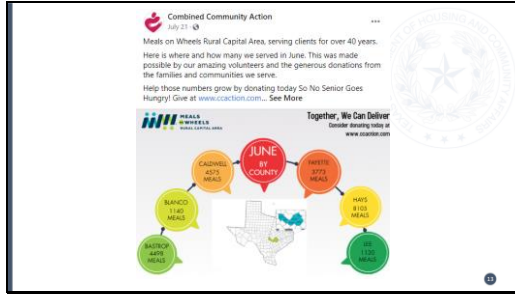 Combined Community Action
July 21 ·
Meals on Wheels Rural Capital Area, serving clients for over 40 years.
Here is where and how many we served in June. This was made
possible by our amazing volunteers and the generous donations from
the families and communities we serve.
Help those numbers grow by donating today So No Senior Goes
Hungry! Give at www.ccaction.com... See More
MEALS
WHEELS
RURAL CAPITAL AREA
Together, We Can Deliver
Consider donating today at
www.ccaction.com
JUNE
BY
COUNTY
CALDWELL
4575
MEALS
FAYETTE
3773
MEALS
BLANCO
1140
MEALS
HAYS
8103
MEALS
BASTROP
4498
MEALS
LEE
MEALS
13